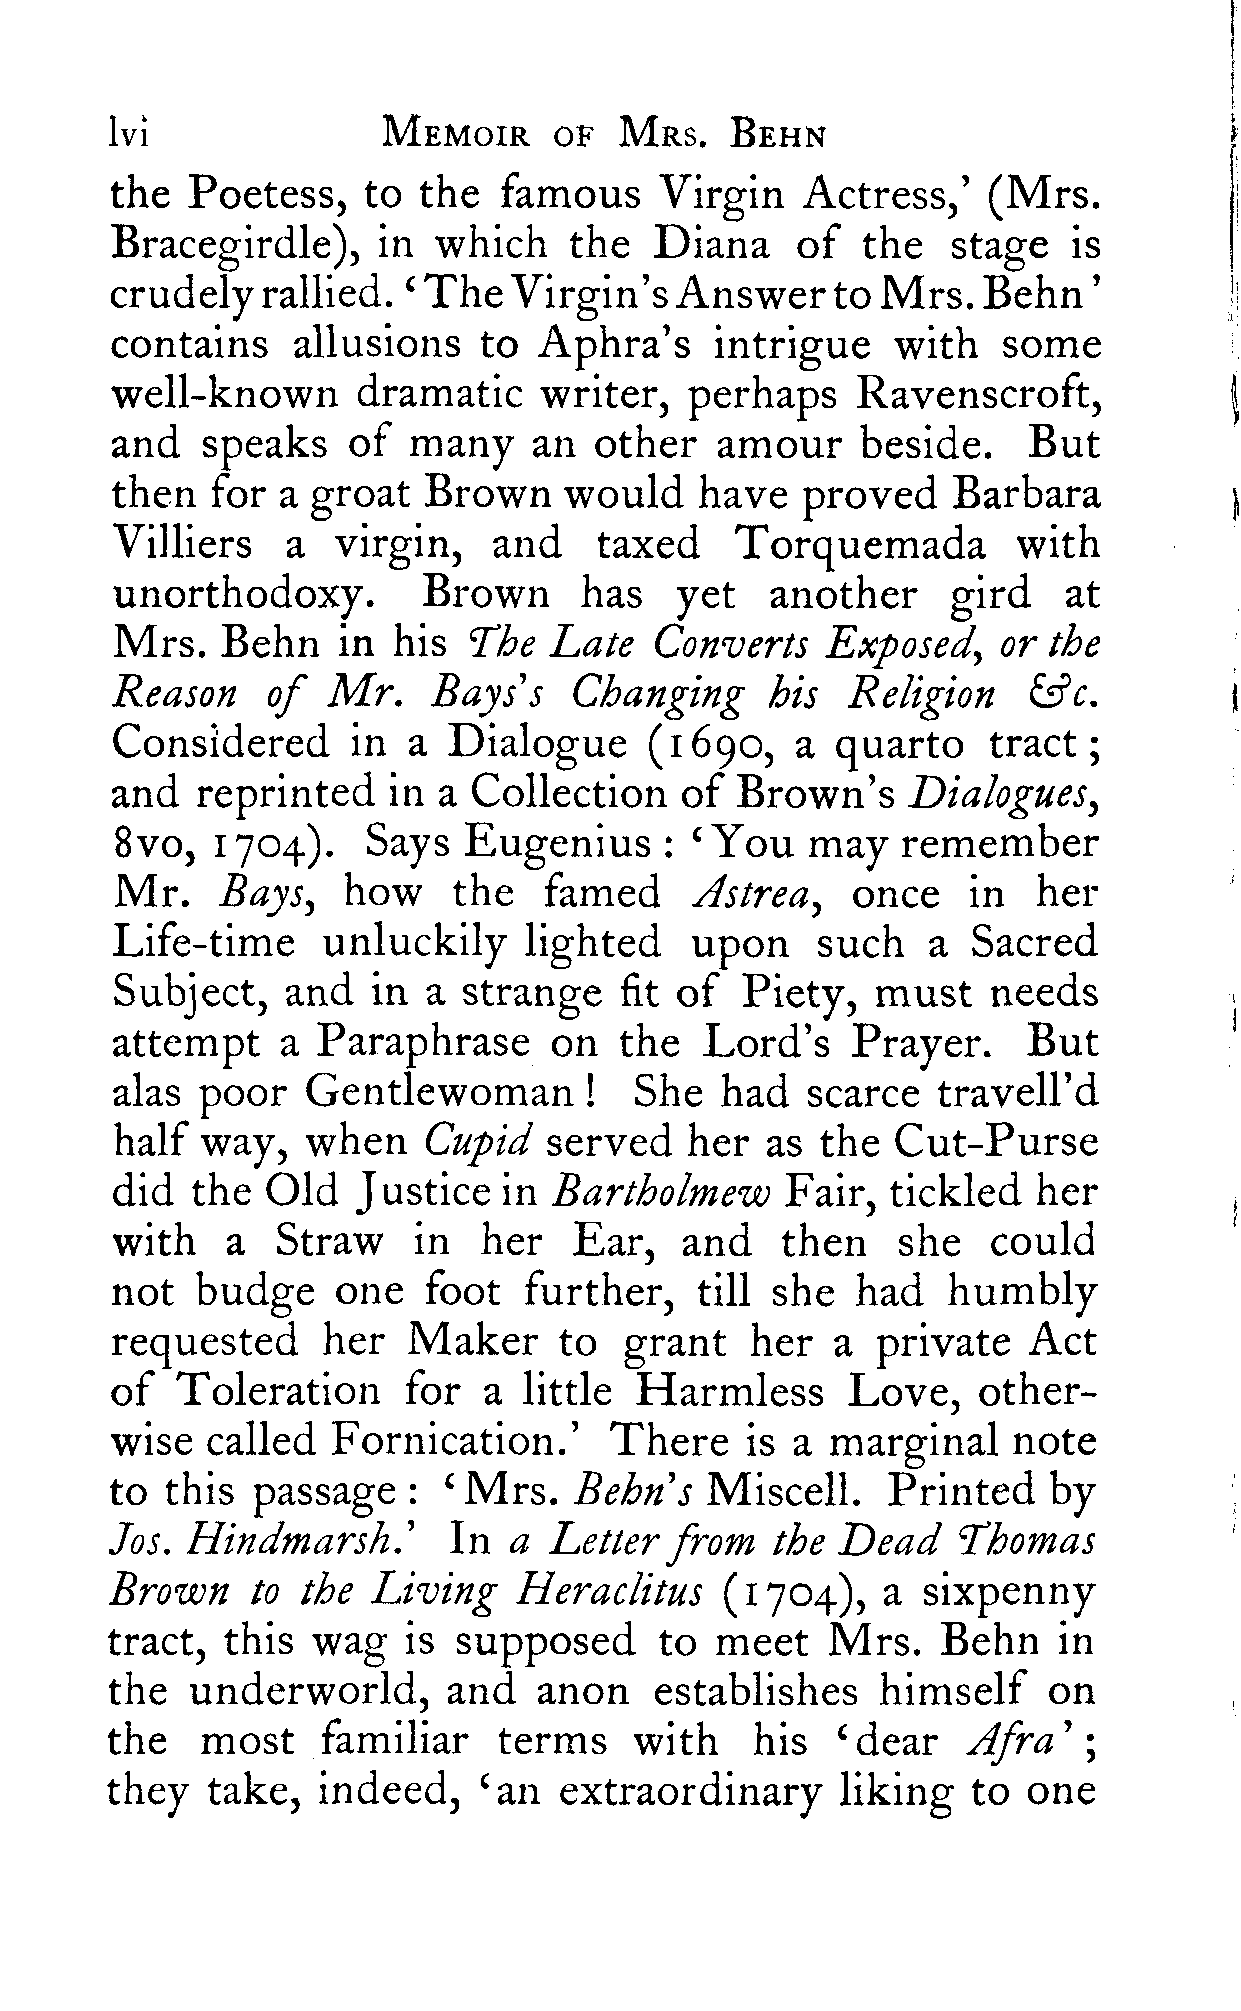 lvi MEMOIR OF MRS. BEHN
the Poetess, to the famous Virgin Actress,' (Mrs.
Bracegirdle), in which the Diana of the stage is
crudely rallied. ‘The Virgin's Answer to Mrs. Behn’
contains allusions to Aphra's intrigue with some
well-known dramatic writer, perhaps Ravenscroft,
and speaks of many an other amour beside. But
then for a groat Brown would have proved Barbara
Villiers a virgin, and taxed Torquemada with
unorthodoxy. Brown has yet another gird at
Mrs. Behn in his The Late Converts Exposed, or the
Reason of Mr. Bays's Changing his Religion &c.
Considered in a Dialogue (1690, a quarto tract ;
and reprinted in a Collection of Brown's Dialogues,
8vo, 1704). Says Eugenius : ‘You may remember
Mr. Bays, how the famed Astrea, once in her
Life-time unluckily lighted upon such a Sacred
Subject, and in a strange fit of Piety, must needs
attempt a Paraphrase on the Lord's Prayer. But
alas poor Gentlewoman ! She had scarce travell'd
half way, when Cupid served her as the Cut-Purse
did the Old Justice in Bartholmew Fair, tickled her
with a Straw in her Ear, and then she could
not budge one foot further, till she had humbly
requested her Maker to grant her a private Act
of Toleration for a little Harmless Love, other-
wise called Fornication.’ There is a marginal note
to this passage : ‘Mrs. Behn's Miscell. Printed by
Jos. Hindmarsh.’ In a Letter from the Dead Thomas
Brown to the Living Heraclitus (1704), a sixpenny
tract, this wag is supposed to meet Mrs. Behn in
the underworld, and anon establishes himself on
the most familiar terms with his ‘dear Afra’ ;
they take, indeed, ‘an extraordinary liking to one